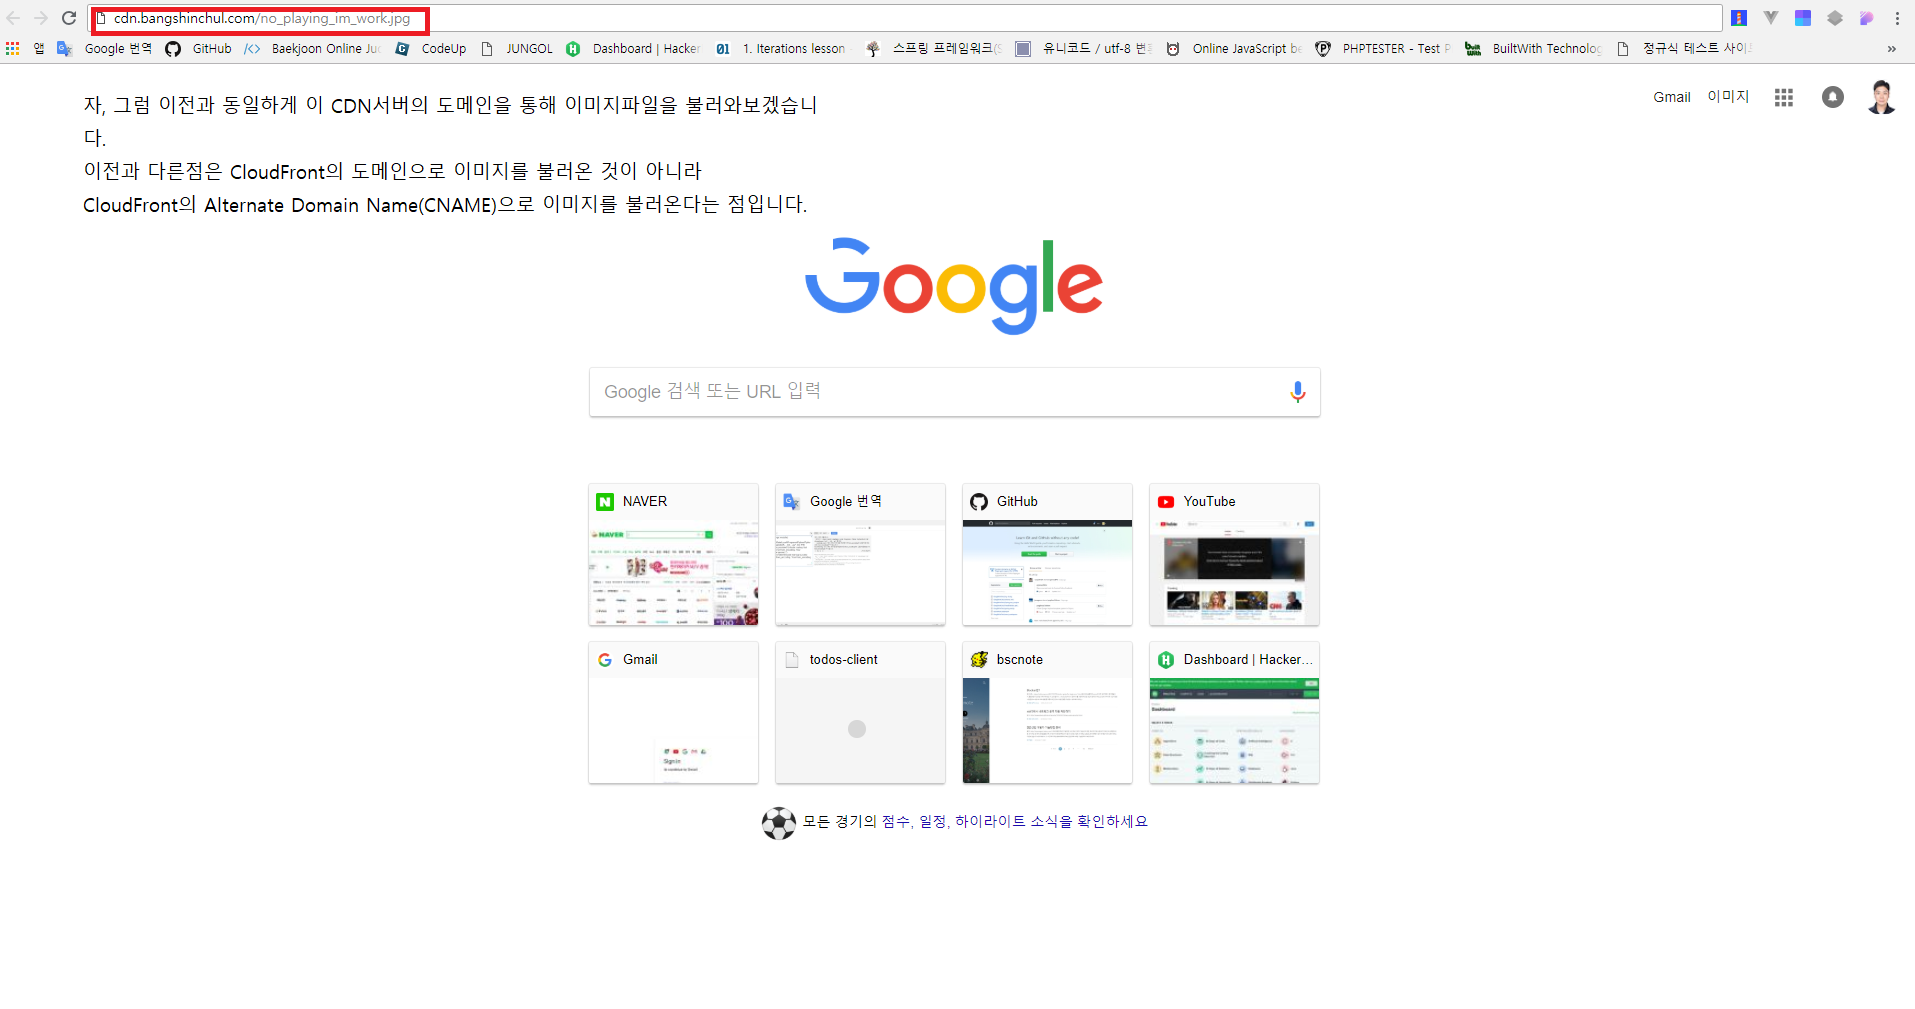 cdn.bangshinchul.com/no_playing_im_work.jpg
앱 Google 번역 GitHub Baekjoon Online Ju CodeUp JUNGOL Dashboard | Hacker 1. Iterations lesson 스프링 프레임워크(S 유니코드 / utf-8 변 Online JavaScript be PHPTESTER - Test P BuiltWith Technolog 정규식 테스트 사이트 »
Gmail 이미지
자, 그럼 이전과 동일하게 이 CDN서버의 도메인을 통해 이미지파일을 불러와보겠습니
다.
이전과 다른점은 CloudFront의 도메인으로 이미지를 불러온 것이 아니라
CloudFront의 Alternate Domain Name(CNAME)으로 이미지를 불러온다는 점입니다.
Google
Google 검색 또는 URL 입력
NAVER Google 번역 GitHub YouTube
NAVER
Gmail todos-client bscnote Dashboard | Hacker...
Sign in
Dashboard
모든 경기의 점수, 일정, 하이라이트 소식을 확인하세요